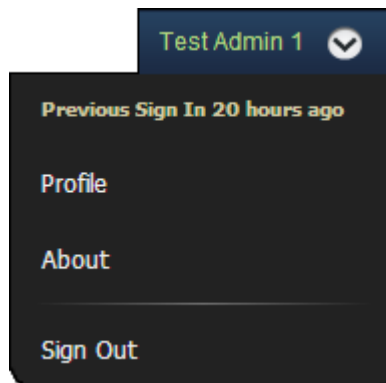 Test Admin 1
Previous Sign In 20 hours ago
Profile
About
Sign Out